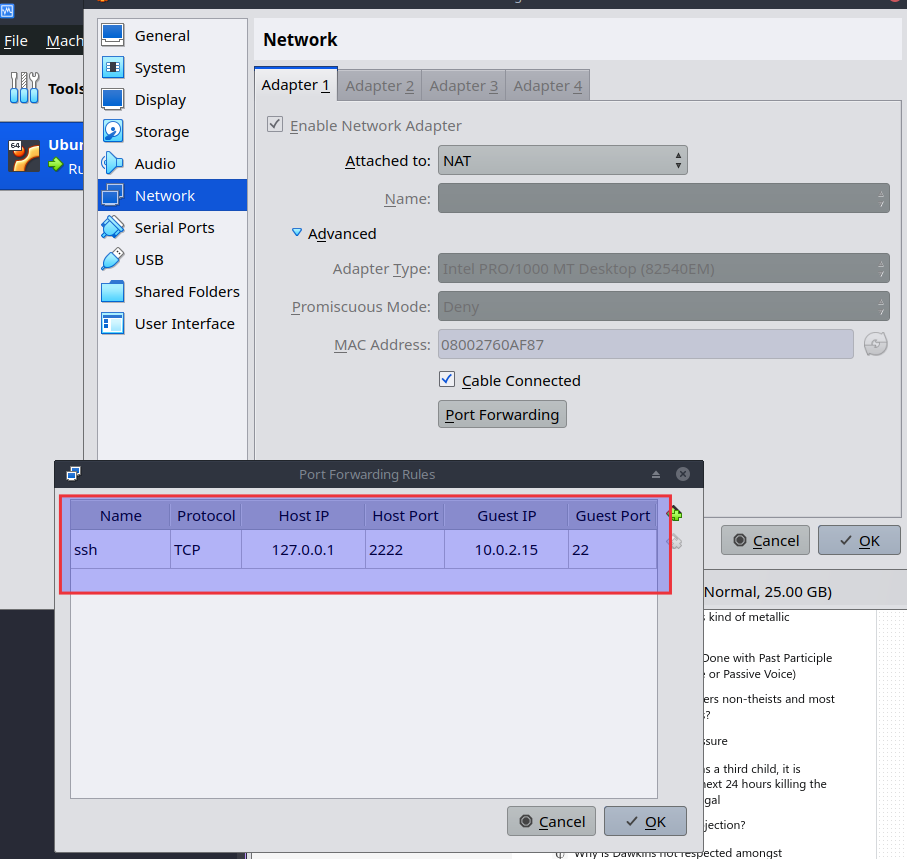 File Mach
Tools
64
Ubur
Ru
General
System
Display
Storage
Audio
Network
Serial Ports
USB
Shared Folders
User Interface
Network
Adapter 1 Adapter 2 Adapter 3 Adapter 4
Enable Network Adapter
Attached to: NAT
Name:
Advanced
Adapter Type: Intel PRO/1000 MT Desktop (82540EM)
Promiscuous Mode: Deny
MAC Address: 08002760AF87
Cable Connected
Port Forwarding
Cancel OK
Port Forwarding Rules
Name Protocol Host IP Host Port Guest IP Guest Port
ssh TCP 127.0.0.1 2222 10.0.2.15 22
Cancel OK
Normal, 25.00 GB)
kind of metallic
Done with Past Participle
e or Passive Voice)
ers non-theists and most
s?
ssure
as a third child, it is
next 24 hours killing the
gal
jection?
Why is Dawkins not respected amongst